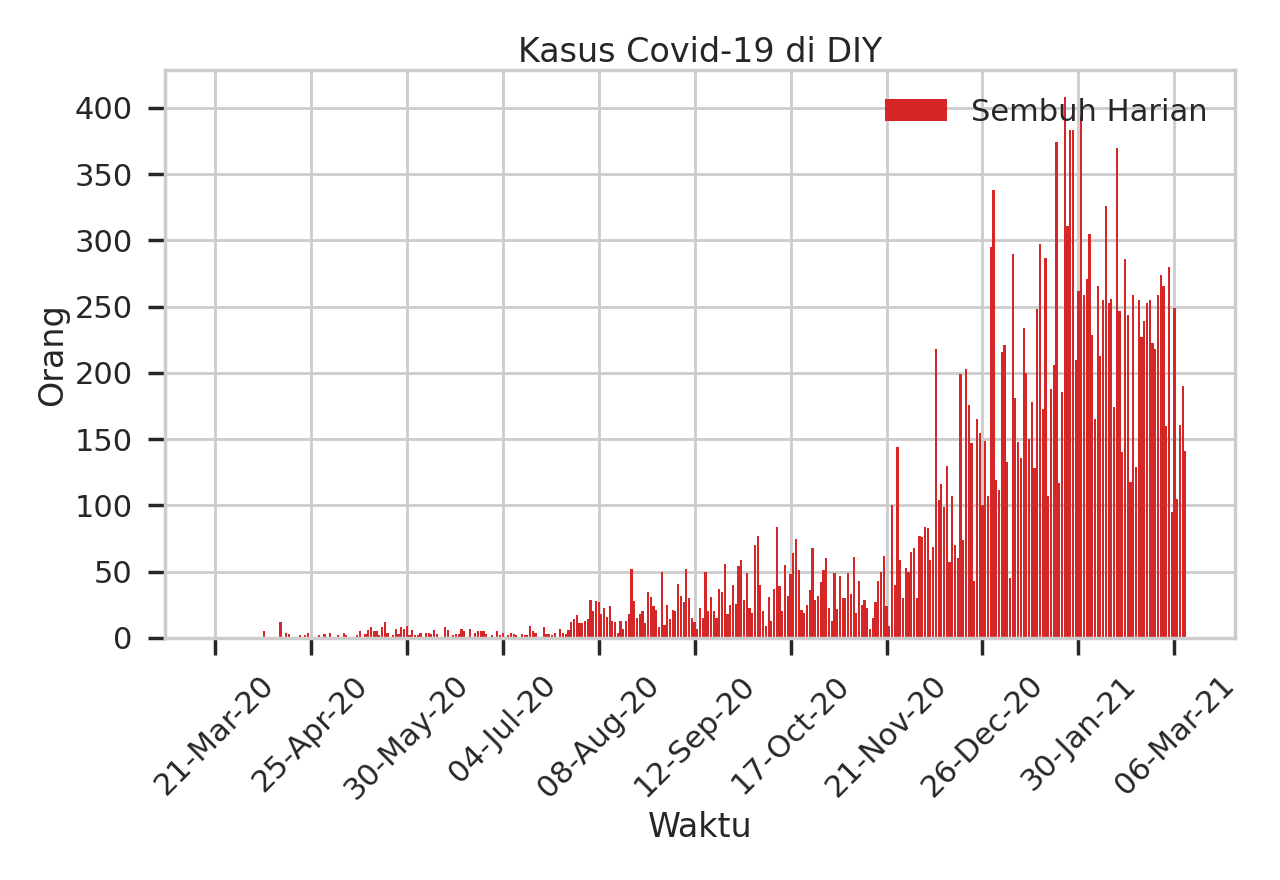 Kasus Covid-19 di DIY
Sembuh Harian
Orang
400
350
300
250
200
150
100
50
0
21-Mar-20
25-Apr-20
30-May-20
04-Jul-20
08-Aug-20
12-Sep-20
17-Oct-20
21-Nov-20
26-Dec-20
30-Jan-21
06-Mar-21
Waktu